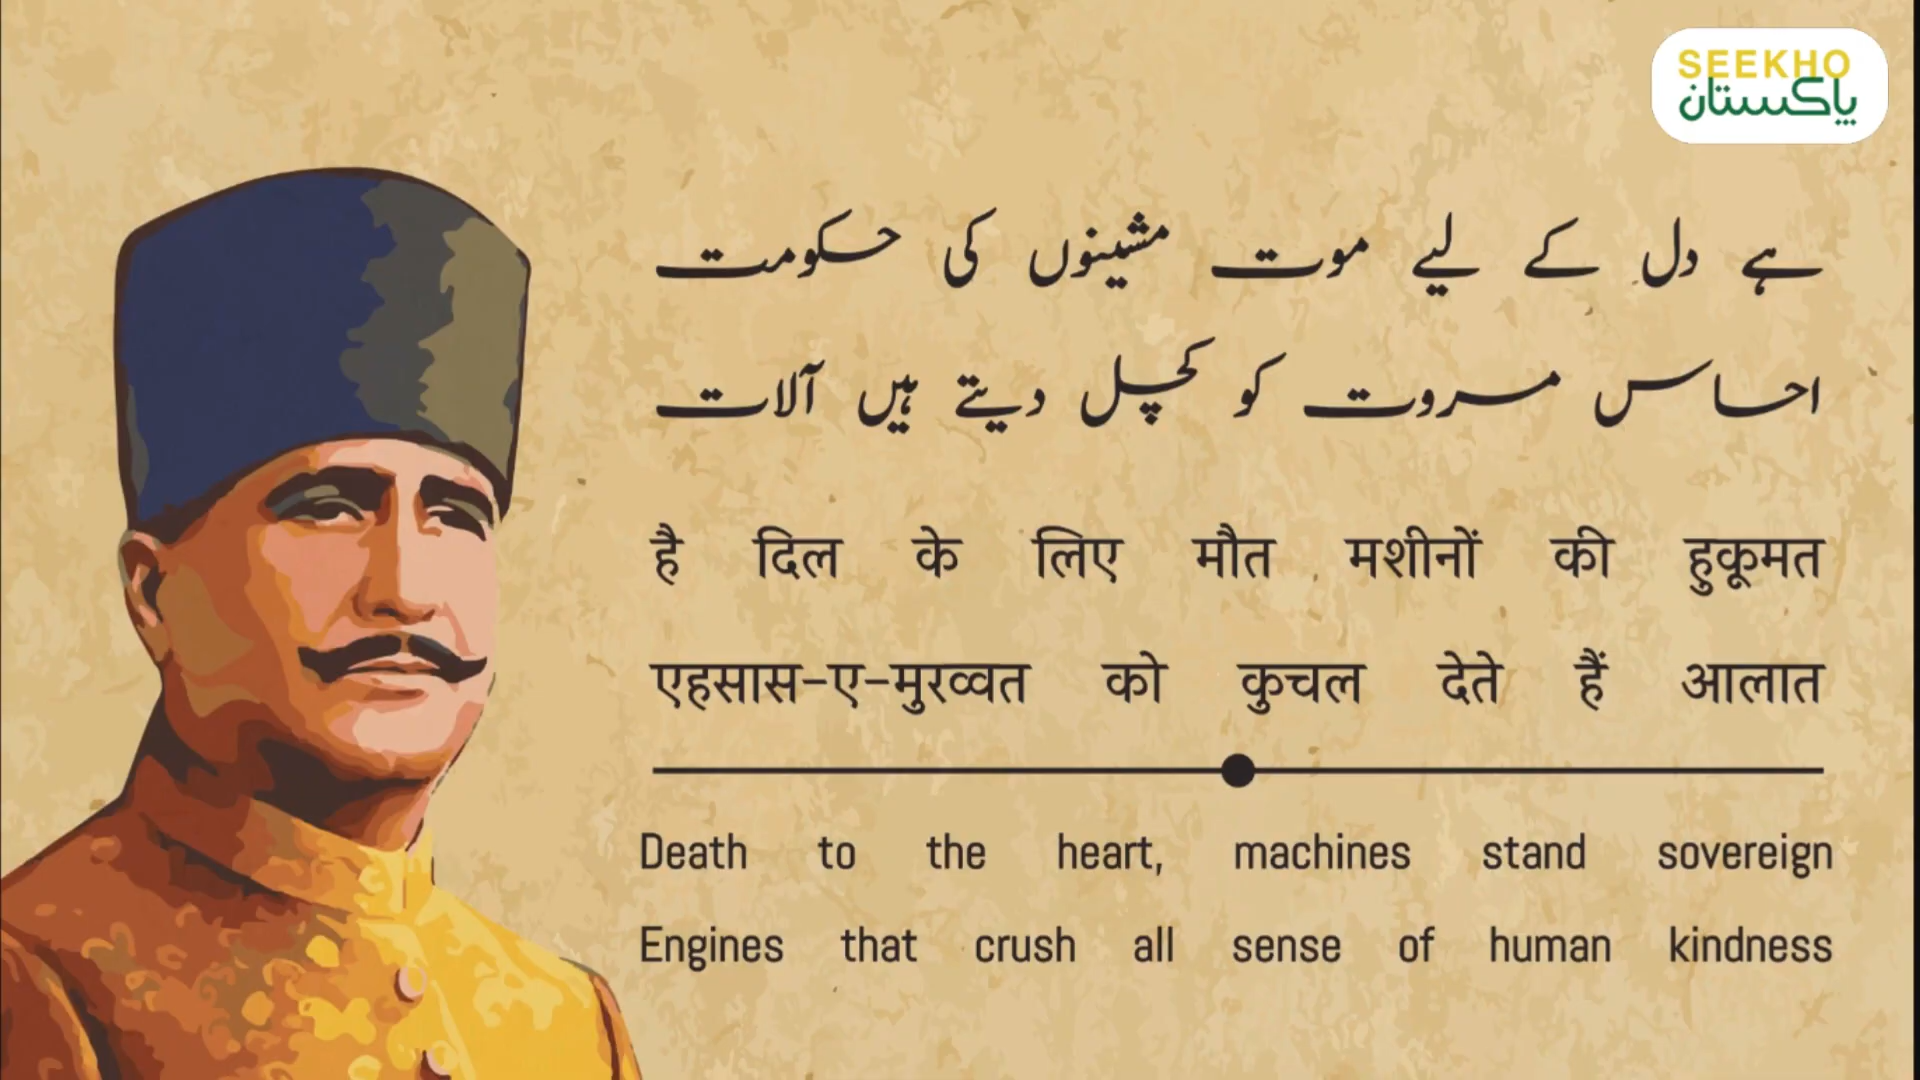 SEEKHO
پاکستان
ہے دل کے لیے موت مشینوں کی حکومت
احساس مروت کو کچل دیتے ہیں آلات
है दिल के लिए मौत मशीनों की हुकूमत
एहसास-ए-मुरव्वत को कुचल देते हैं आलात
Death to the heart, machines stand sovereign
Engines that crush all sense of human kindness